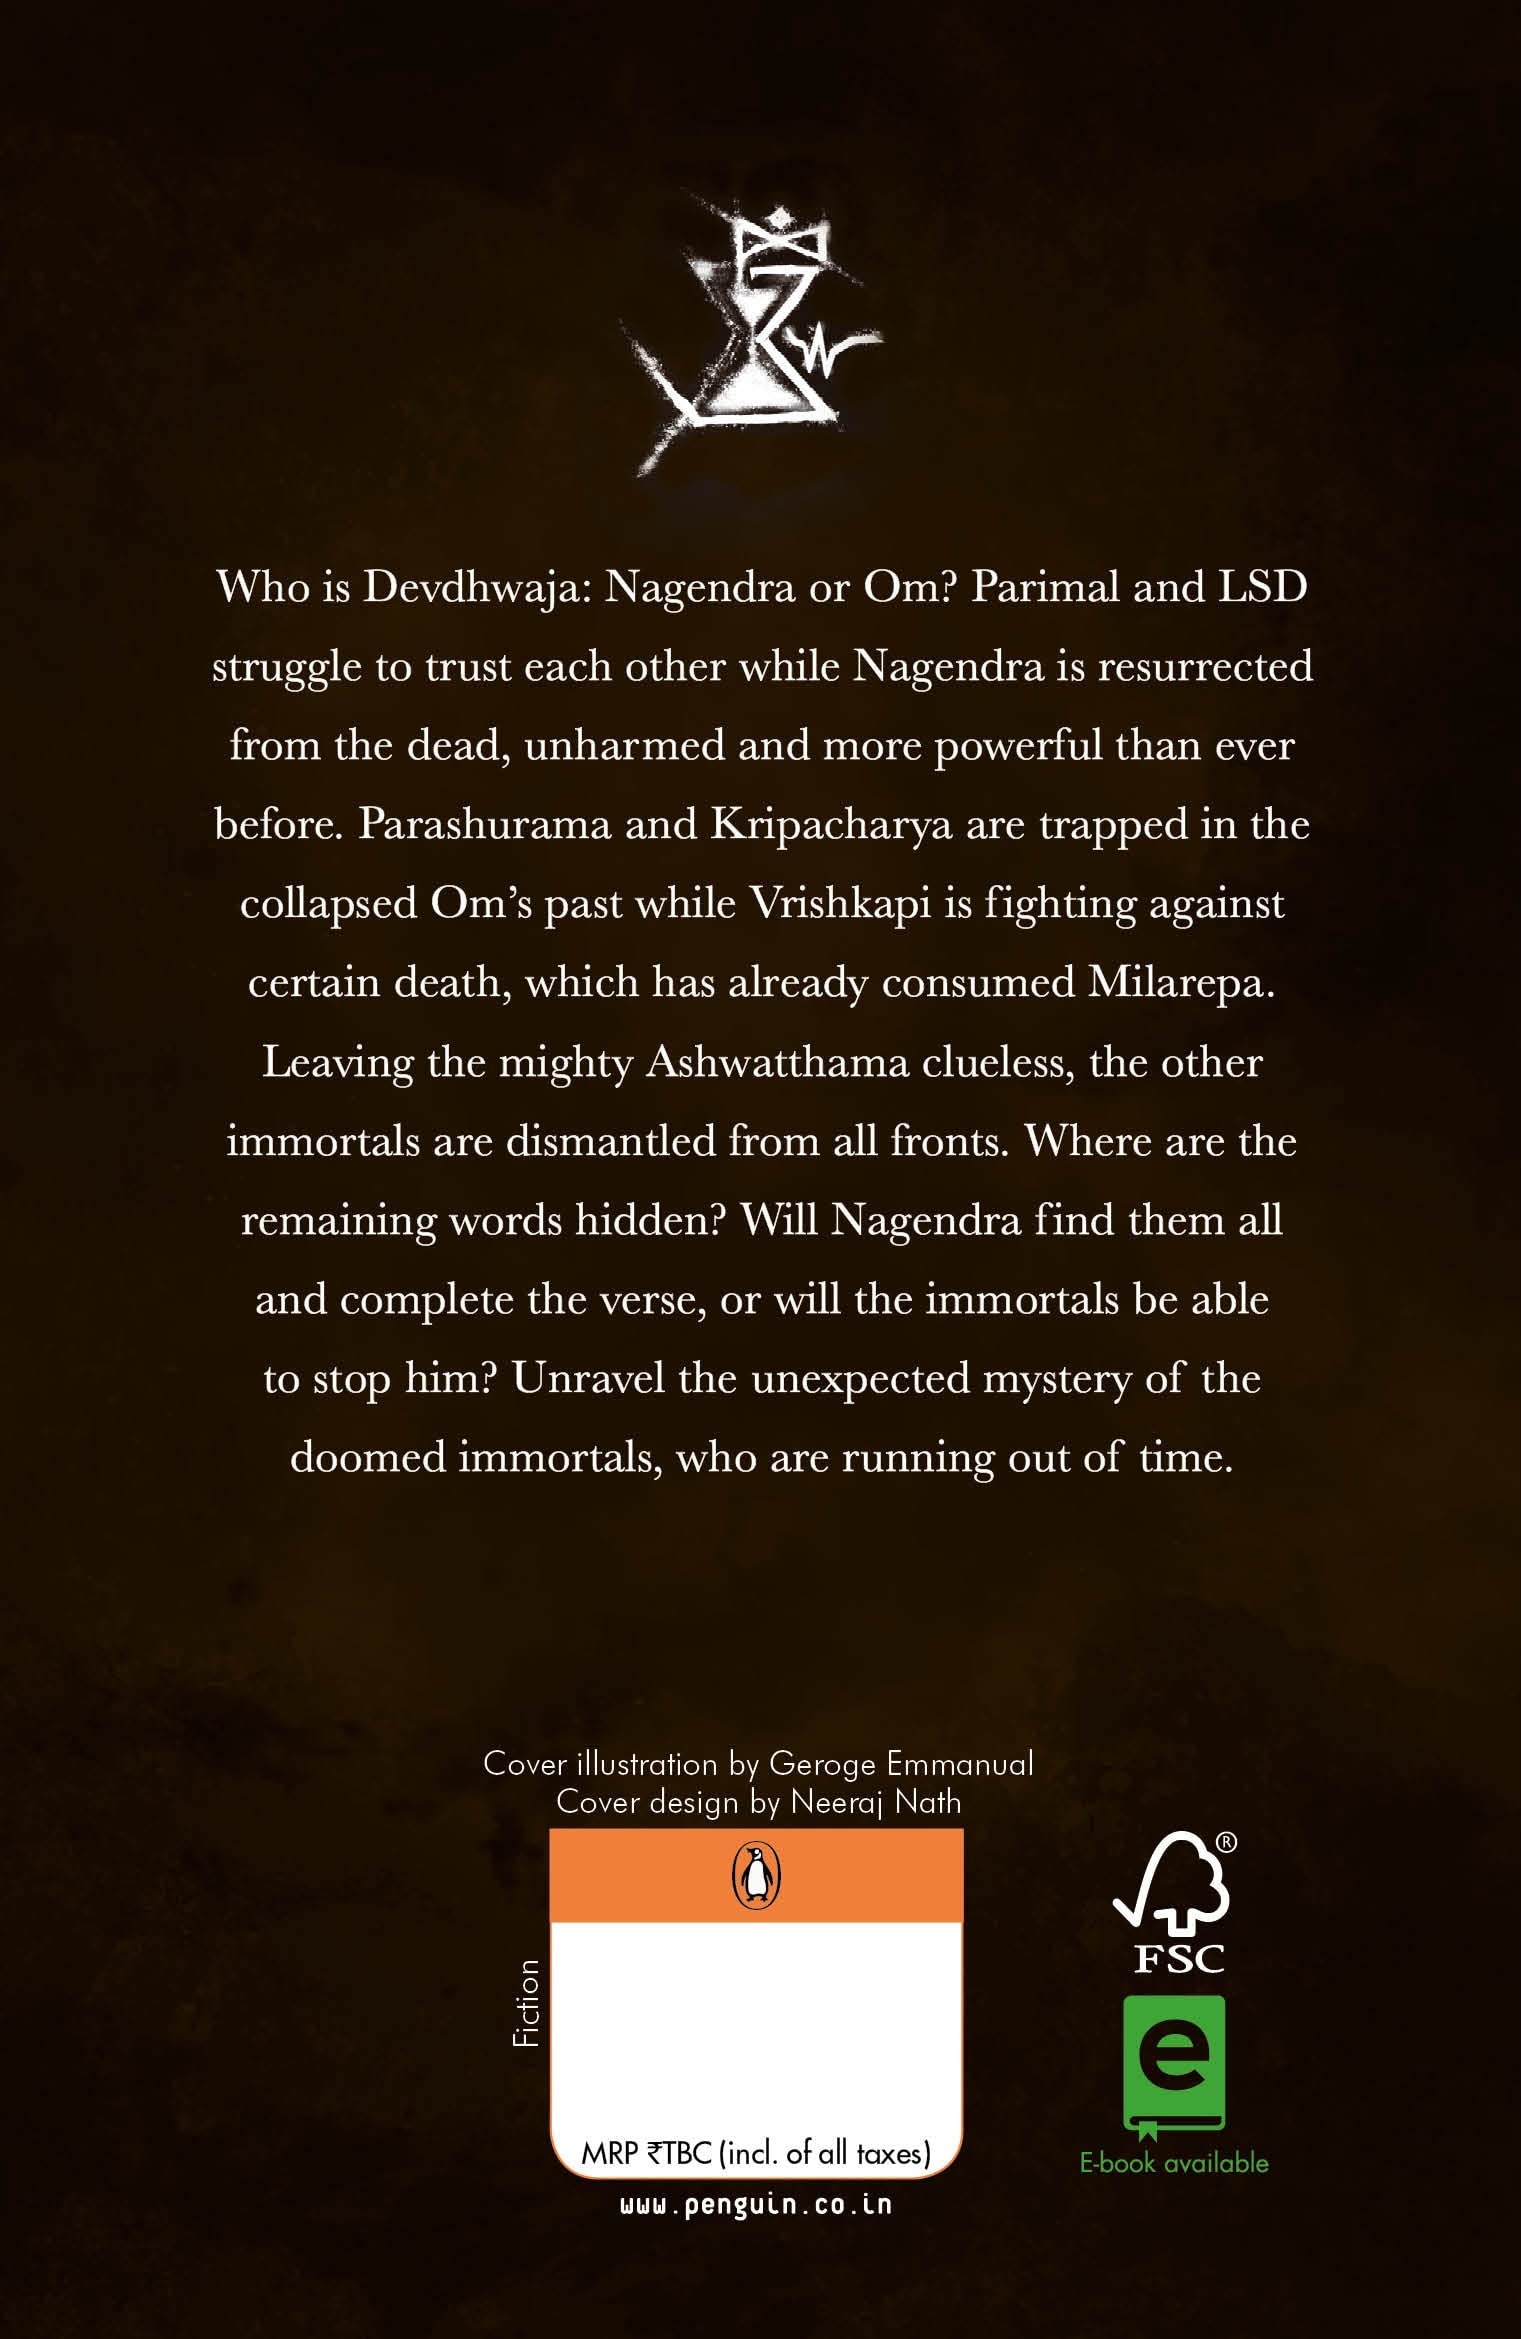 Who is Devdhwaja: Nagendra or Om? Parimal and LSD
struggle to trust each other while Nagendra is resurrected
from the dead, unharmed and more powerful than ever
before. Parashurama and Kripacharya are trapped in the
collapsed Om’s past while Vrishkapi is fighting against
certain death, which has already consumed Milarepa.
Leaving the mighty Ashwatthama clueless, the other
immortals are dismantled from all fronts. Where are the
remaining words hidden? Will Nagendra find them all
and complete the verse, or will the immortals be able
to stop him? Unravel the unexpected mystery of the
doomed immortals, who are running out of time.
Cover illustration by Geroge Emmanual
Cover design by Neeraj Nath
Fiction
MRP ₹TBC (incl. of all taxes)
www.penguin.co.in
®
FSC
e
E-book available